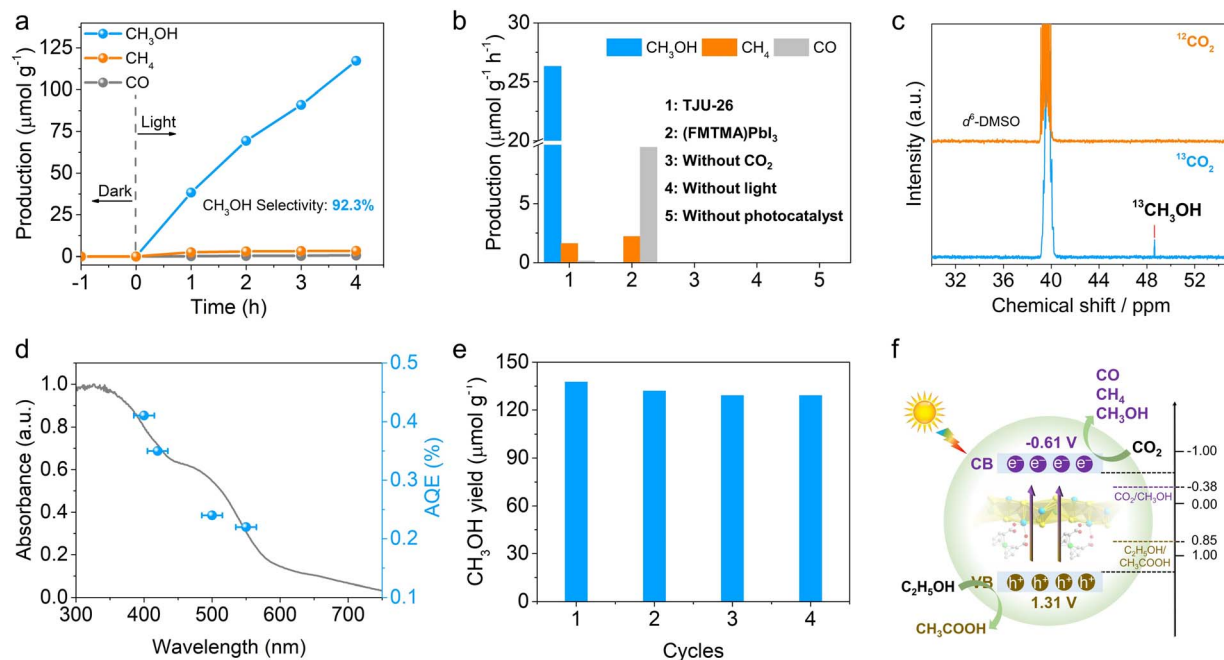 a
Production (μmol g⁻¹)
125
100
75
50
25
0
-1
0
1
2
3
4
Time (h)
CH₃OH
CH₄
CO
Light
Dark
CH₃OH Selectivity: 92.3%
b
Production (μmol g⁻¹ h⁻¹)
30
25
20
5
0
1
2
3
4
5
CH₃OH
CH₄
CO
1: TJU-26
2: (FMTMA)PbI₃
3: Without CO₂
4: Without light
5: Without photocatalyst
c
Intensity (a.u.)
¹²CO₂
d⁶-DMSO
¹³CO₂
¹³CH₃OH
32
36
40
44
48
52
Chemical shift / ppm
d
Absorbance (a.u.)
1.0
0.8
0.6
0.4
0.2
0.0
300
400
500
600
700
Wavelength (nm)
0.5
0.4
0.3
0.2
0.1
AQE (%)
e
CH₃OH yield (μmol g⁻¹)
150
120
90
60
30
0
1
2
3
4
Cycles
f
CO
CH₄
CH₃OH
CO₂
-0.61 V
CB
e⁻ e⁻ e⁻ e⁻
-1.00
-0.38
CO₂/CH₃OH
0.00
0.85
C₂H₅OH/
CH₃COOH
1.00
C₂H₅OH
VB
h⁺ h⁺ h⁺ h⁺
1.31 V
CH₃COOH